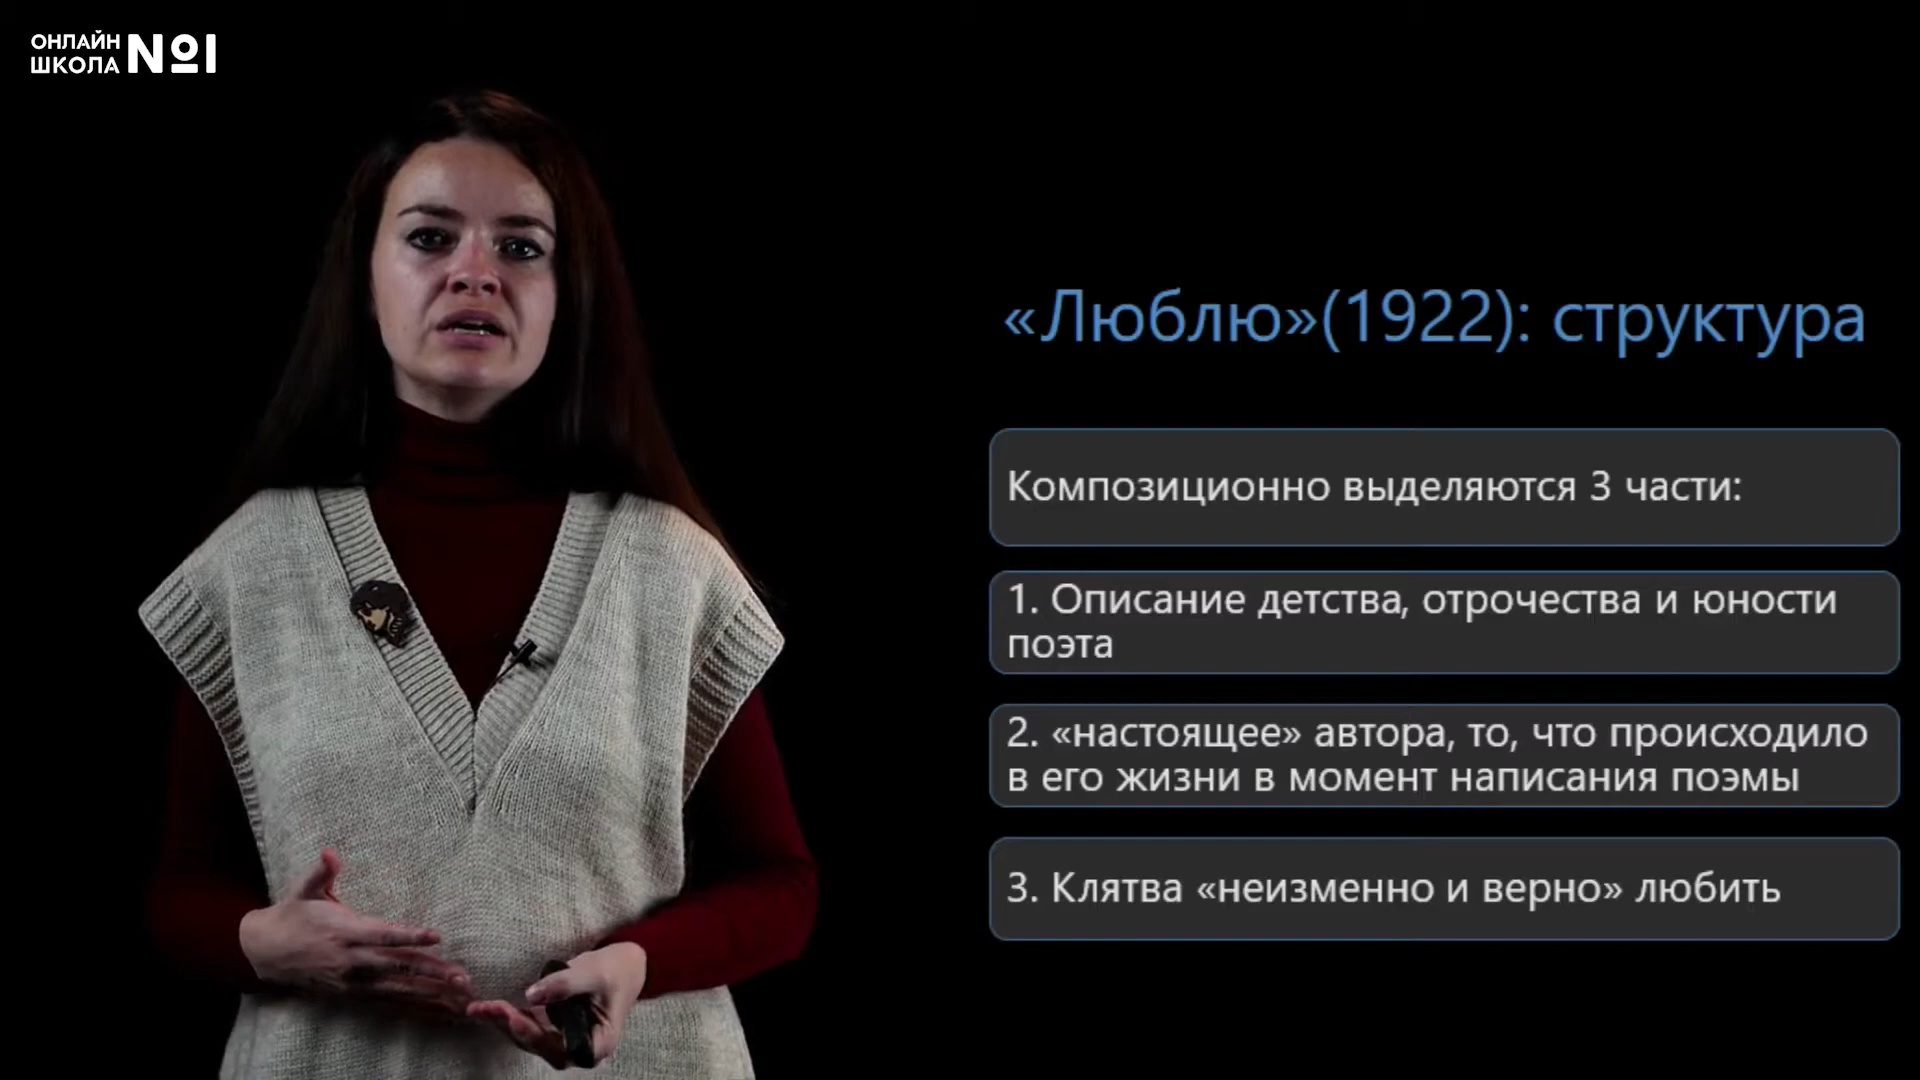 ОНЛАЙН
ШКОЛА №1
«Люблю»(1922): структура
Композиционно выделяются 3 части:
1. Описание детства, отрочества и юности
поэта
2. «настоящее» автора, то, что происходило
в его жизни в момент написания поэмы
3. Клятва «неизменно и верно» любить